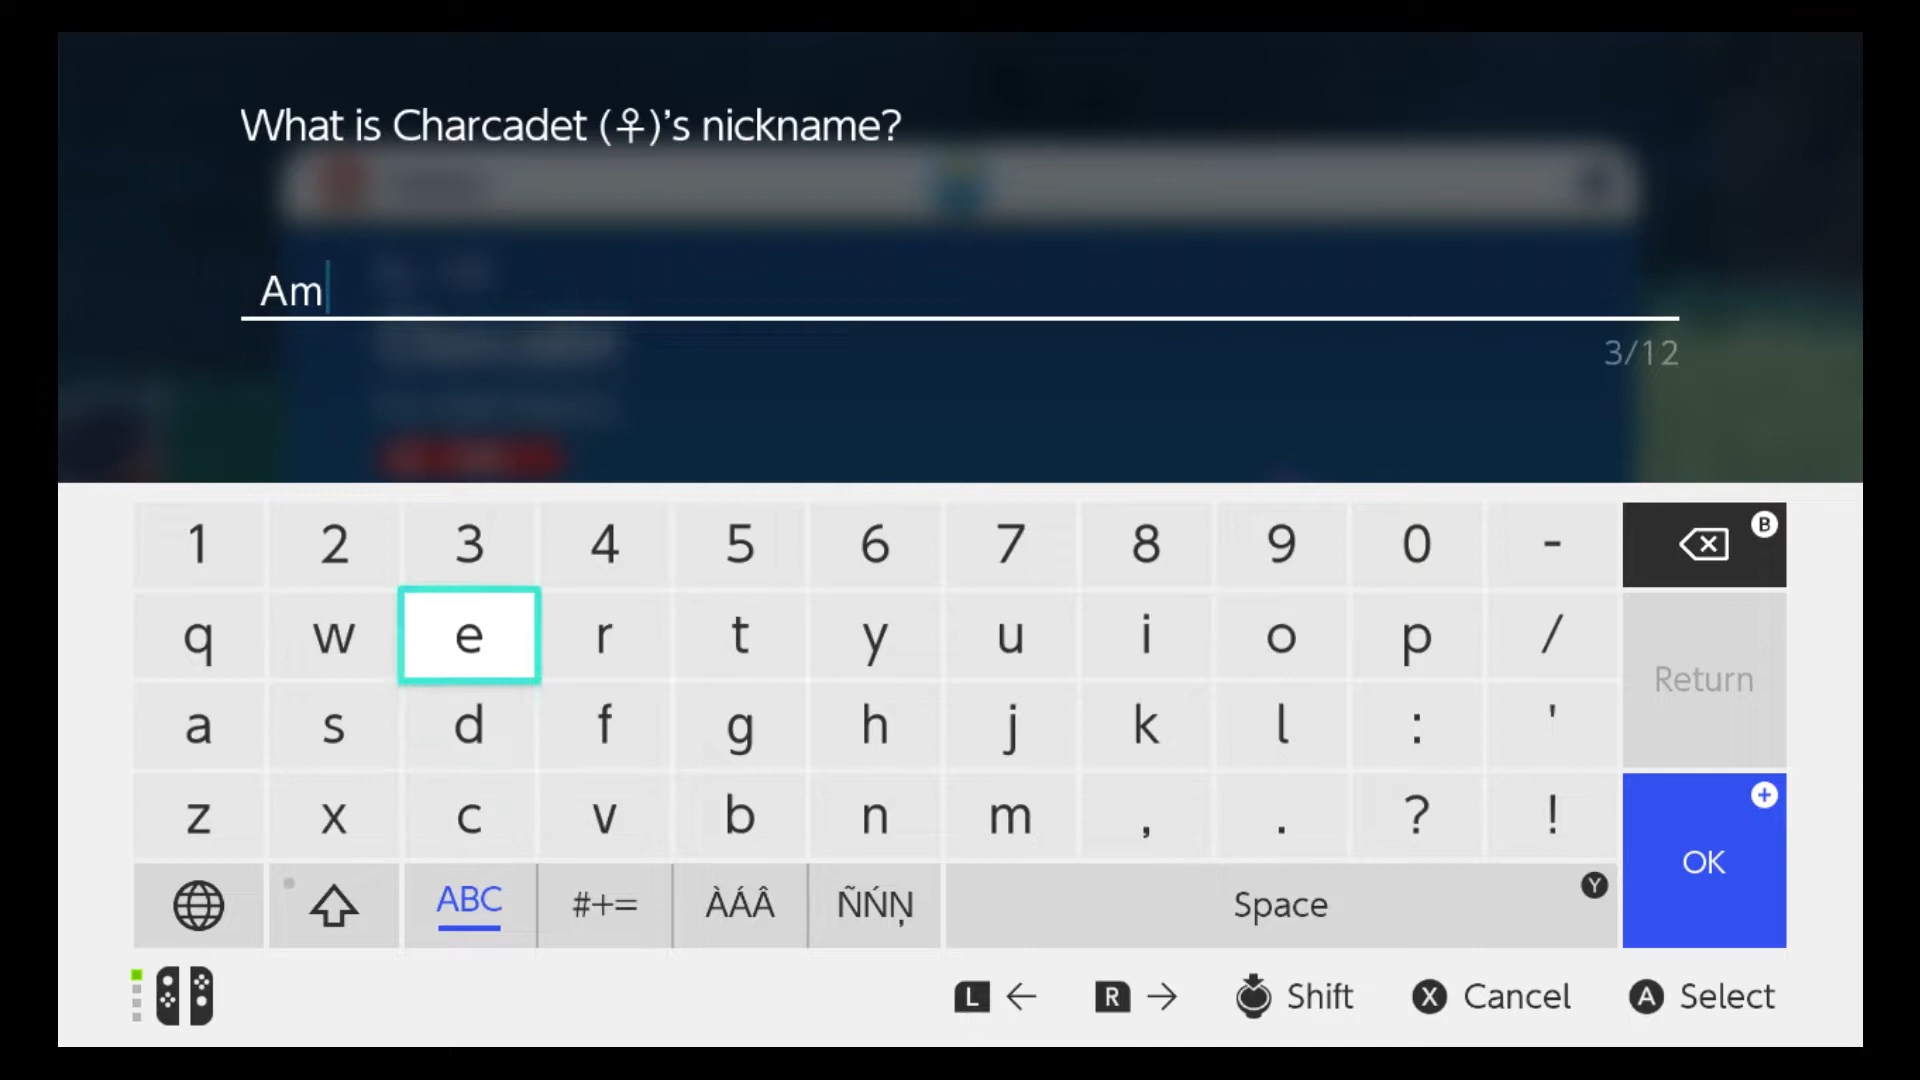 What is Charcadet (♀)'s nickname?
Am
3/12
1 2 3 4 5 6 7 8 9 0 - B
q w e r t y u i o p /
Return
a s d f g h j k l : '
z x c v b n m , . ? ! +
OK
ABC #+= ÀÁÂ ÑŃŅ Space Y
L ← R → Shift X Cancel A Select